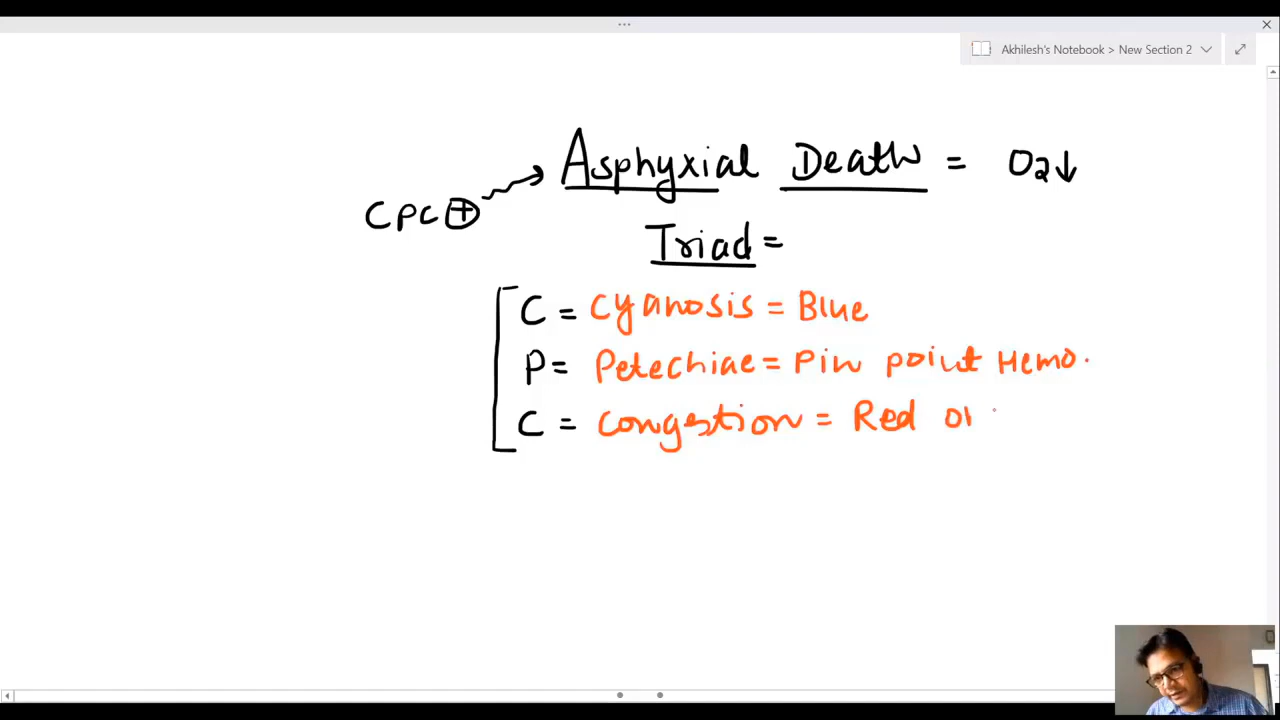 Akhilesh's Notebook > New Section 2
Asphyxial Death = O2↓
CPC⊕
Triad =
C = Cyanosis = Blue
P = Petechiae = Pin point Hemo.
C = Congestion = Red